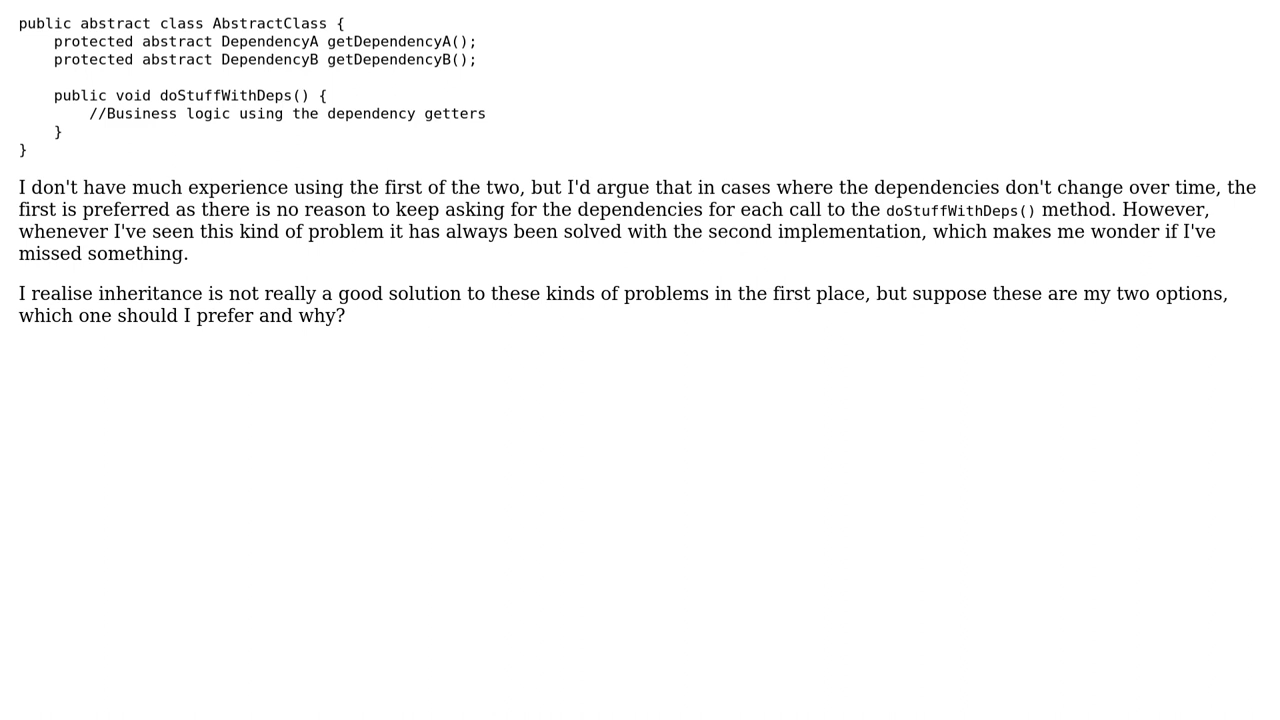 public abstract class AbstractClass {
    protected abstract DependencyA getDependencyA();
    protected abstract DependencyB getDependencyB();

    public void doStuffWithDeps() {
        //Business logic using the dependency getters
    }
}
I don't have much experience using the first of the two, but I'd argue that in cases where the dependencies don't change over time, the
first is preferred as there is no reason to keep asking for the dependencies for each call to the doStuffWithDeps() method. However,
whenever I've seen this kind of problem it has always been solved with the second implementation, which makes me wonder if I've
missed something.
I realise inheritance is not really a good solution to these kinds of problems in the first place, but suppose these are my two options,
which one should I prefer and why?